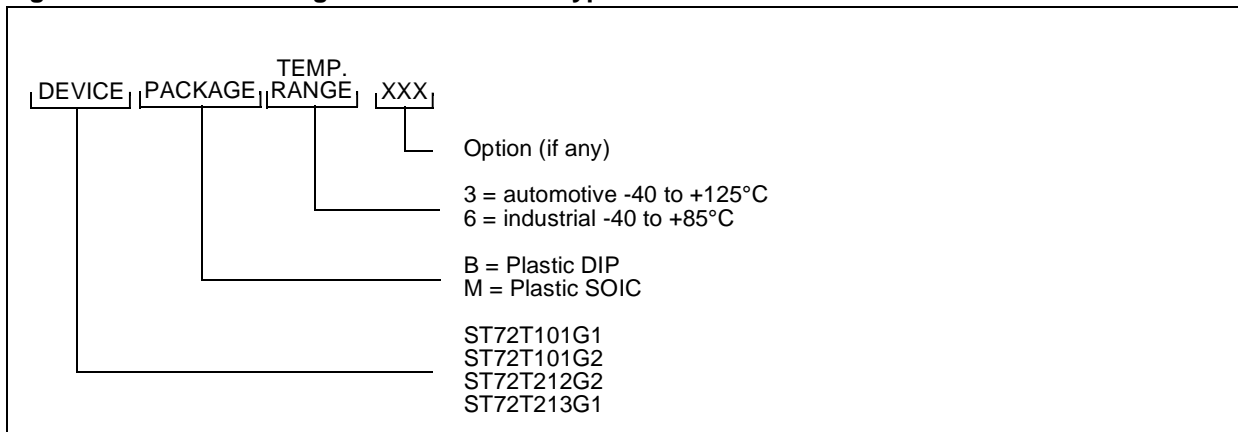 TEMP.
DEVICE PACKAGE RANGE XXX
Option (if any)
3 = automotive -40 to +125°C
6 = industrial -40 to +85°C
B = Plastic DIP
M = Plastic SOIC
ST72T101G1
ST72T101G2
ST72T212G2
ST72T213G1